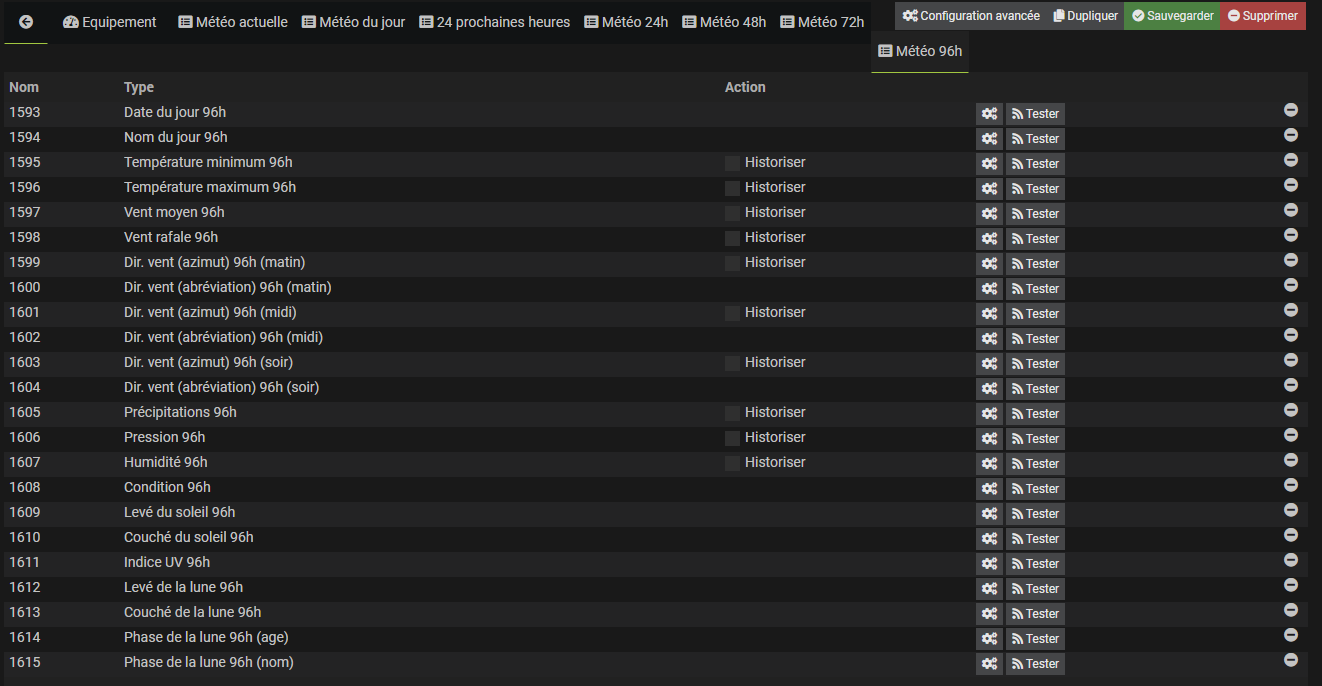 Equipement Météo actuelle Météo du jour 24 prochaines heures Météo 24h Météo 48h Météo 72h Configuration avancée Dupliquer Sauvegarder Supprimer
Météo 96h
Nom Type Action
1593 Date du jour 96h Tester
1594 Nom du jour 96h Tester
1595 Température minimum 96h Historiser Tester
1596 Température maximum 96h Historiser Tester
1597 Vent moyen 96h Historiser Tester
1598 Vent rafale 96h Historiser Tester
1599 Dir. vent (azimut) 96h (matin) Historiser Tester
1600 Dir. vent (abréviation) 96h (matin) Tester
1601 Dir. vent (azimut) 96h (midi) Historiser Tester
1602 Dir. vent (abréviation) 96h (midi) Tester
1603 Dir. vent (azimut) 96h (soir) Historiser Tester
1604 Dir. vent (abréviation) 96h (soir) Tester
1605 Précipitations 96h Historiser Tester
1606 Pression 96h Historiser Tester
1607 Humidité 96h Historiser Tester
1608 Condition 96h Tester
1609 Levé du soleil 96h Tester
1610 Couché du soleil 96h Tester
1611 Indice UV 96h Tester
1612 Levé de la lune 96h Tester
1613 Couché de la lune 96h Tester
1614 Phase de la lune 96h (age) Tester
1615 Phase de la lune 96h (nom) Tester